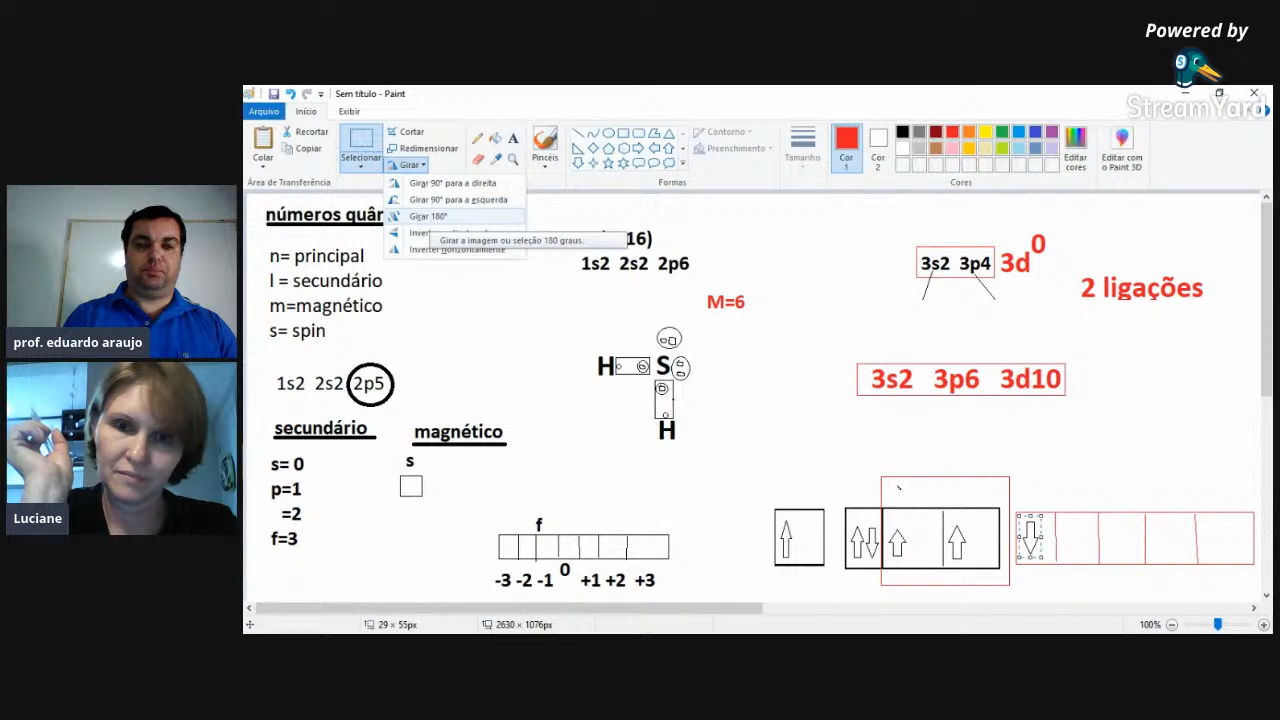 Powered by
S
StreamYard
Sem título - Paint
Arquivo Início Exibir
Colar
Recortar
Copiar
Área de Transferência
Selecionar
Cortar
Redimensionar
Girar
A
Pincéis
Contorno
Preenchimento
Formas
Tamanho
Cor 1
Cor 2
Editar cores
Cores
Editar com o Paint 3D
Girar 90° para a direita
Girar 90° para a esquerda
Girar 180°
Girar a imagem ou seleção 180 graus.
Inverter horizontalmente
números quân
n= principal
l = secundário
m=magnético
s= spin
1s2 2s2 2p5
secundário
s= 0
p=1
=2
f=3
magnético
s
f
-3 -2 -1 0 +1 +2 +3
16)
1s2 2s2 2p6
M=6
H S
H
3s2 3p4 3d0
2 ligações
3s2 3p6 3d10
29 × 55px
2630 × 1076px
100%
prof. eduardo araujo
Luciane